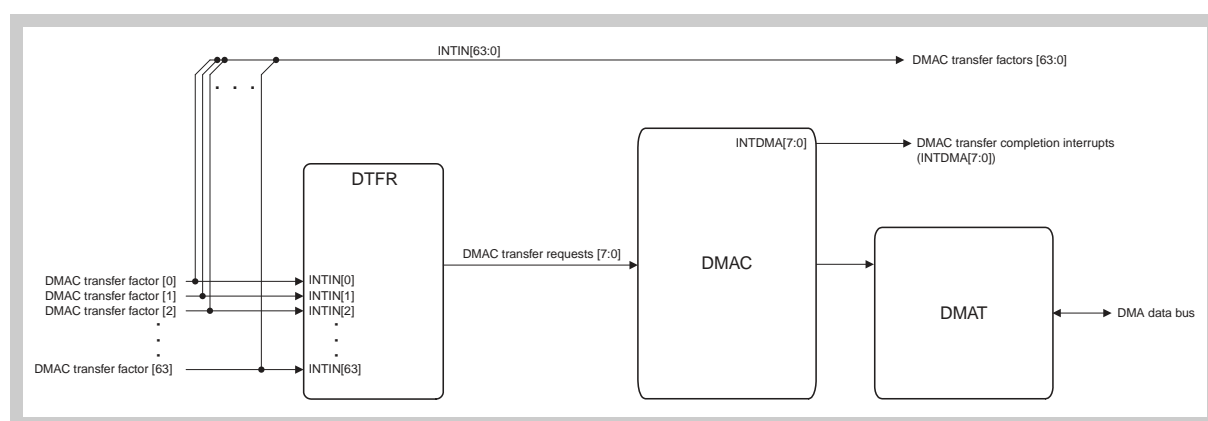 INTIN[63:0]
DMAC transfer factors [63:0]
INTDMA[7:0]
DMAC transfer completion interrupts
(INTDMA[7:0])
DTFR
DMAC transfer requests [7:0]
DMAC
DMAC transfer factor [0]
INTIN[0]
DMAC transfer factor [1]
INTIN[1]
DMAC transfer factor [2]
INTIN[2]
DMAT
DMA data bus
DMAC transfer factor [63]
INTIN[63]